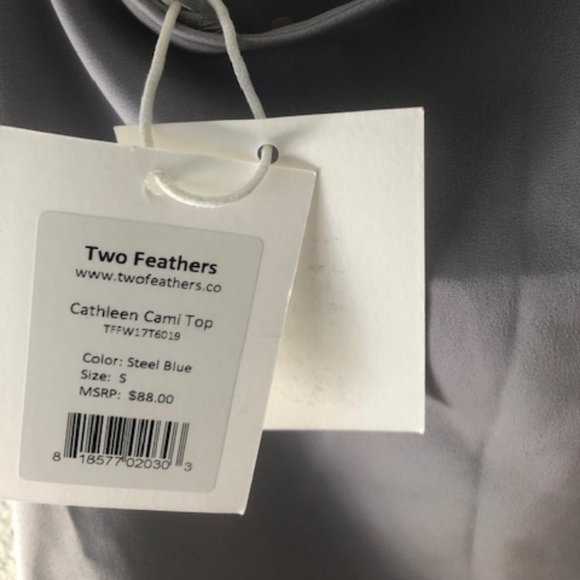 Two Feathers
www.twofeathers.co
Cathleen Cami Top
TFFW17T6019
Color: Steel Blue
Size: S
MSRP: $88.00
8 18577 02030 3